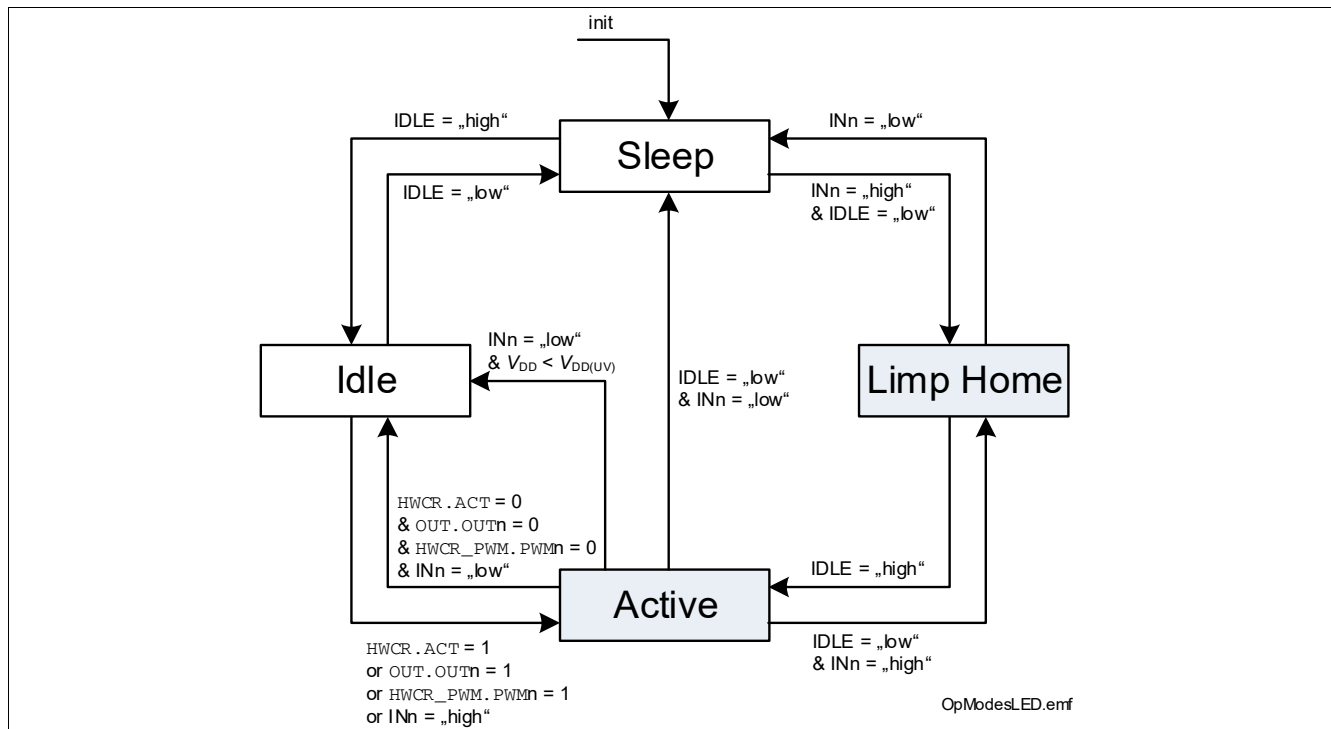 init
IDLE = „high“
INn = „low“
Sleep
IDLE = „low“
INn = „high“
& IDLE = „low“
INn = „low“
& VDD < VDD(UV)
Idle
IDLE = „low“
& INn = „low“
Limp Home
HWCR.ACT = 0
& OUT.OUTn = 0
& HWCR_PWM.PWMn = 0
& INn = „low“
IDLE = „high“
Active
HWCR.ACT = 1
or OUT.OUTn = 1
or HWCR_PWM.PWMn = 1
or INn = „high“
IDLE = „low“
& INn = „high“
OpModesLED.emf